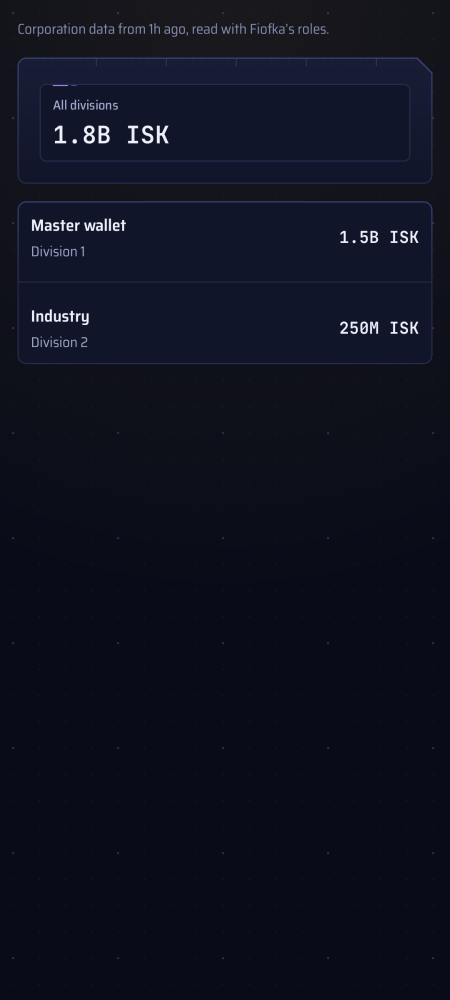 Corporation data from 1h ago, read with Fiofka's roles.
All divisions
1.8B ISK
Master wallet
Division 1
1.5B ISK
Industry
Division 2
250M ISK